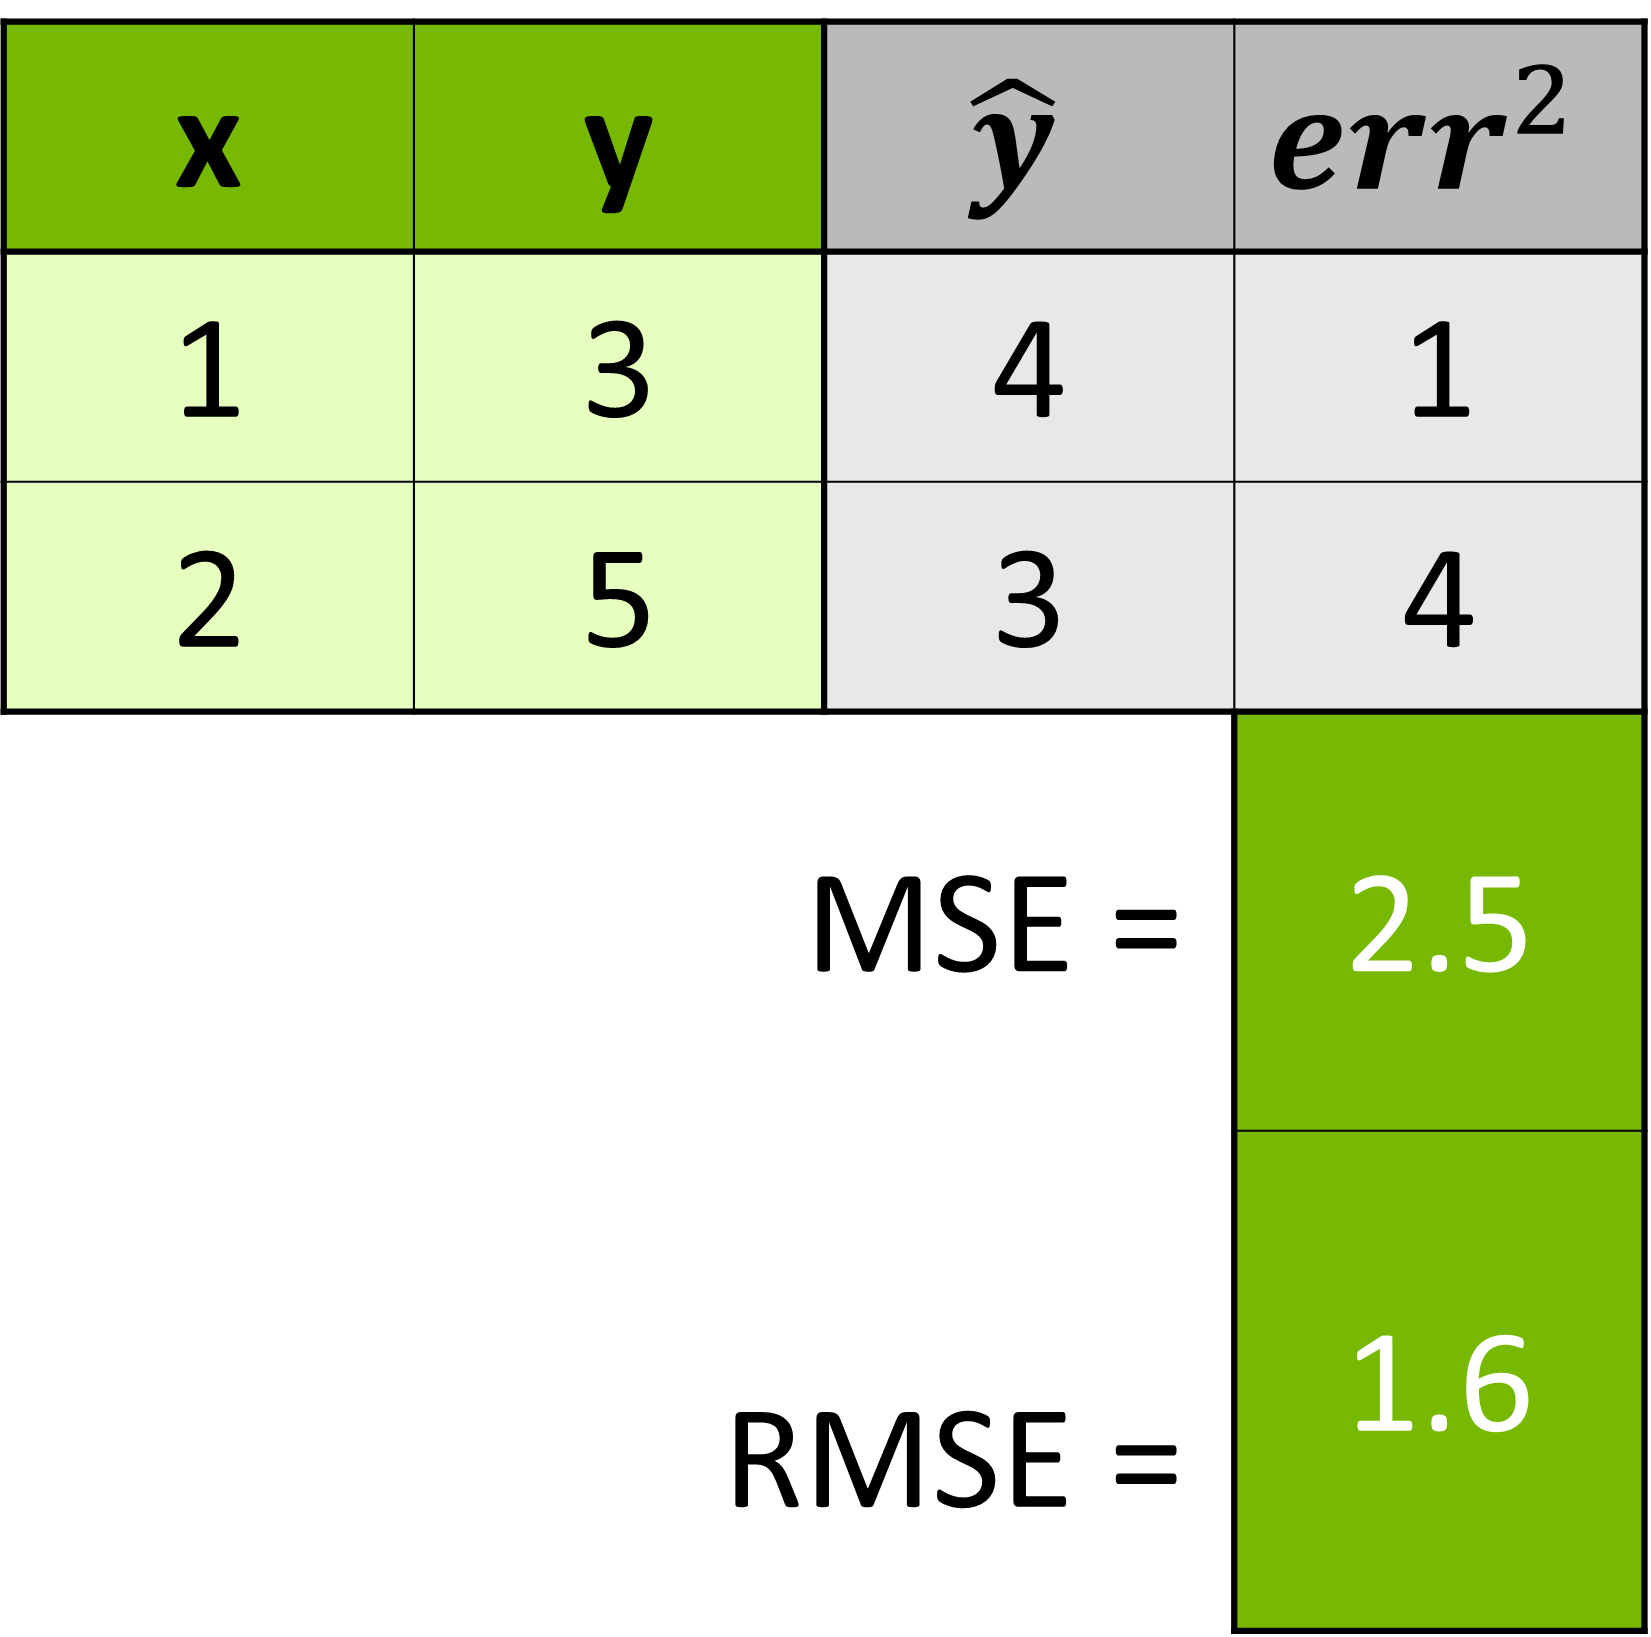 x y ŷ err²
1 3 4 1
2 5 3 4
MSE = 2.5
RMSE = 1.6